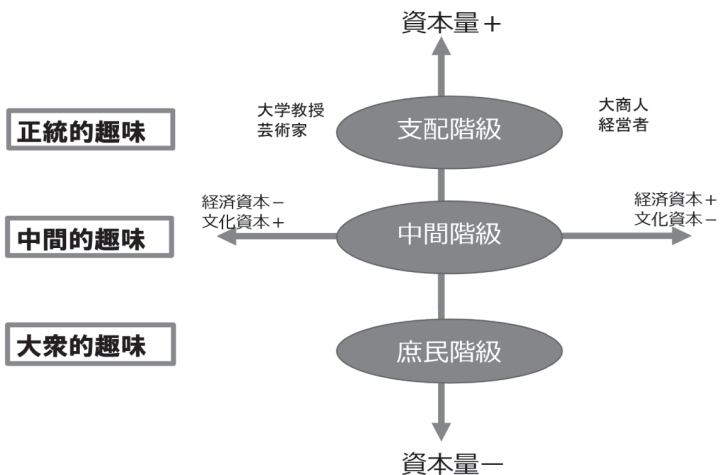 資本量＋
大学教授
芸術家
大商人
経営者
正統的趣味
支配階級
経済資本－
文化資本＋
経済資本＋
文化資本－
中間的趣味
中間階級
大衆的趣味
庶民階級
資本量－